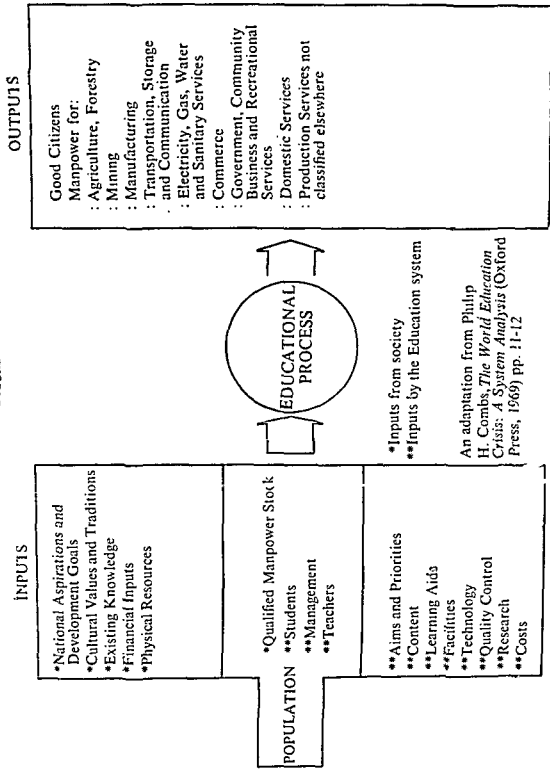 INPUTS
*National Aspirations and
Development Goals
*Cultural Values and Traditions
*Existing Knowledge
*Financial Inputs
*Physical Resources
POPULATION
*Qualified Manpower Stock
**Students
**Management
**Teachers
**Aims and Priorities
**Content
**Learning Aids
**Facilities
**Technology
**Quality Control
**Research
**Costs
EDUCATIONAL
PROCESS
*Inputs from society
**Inputs by the Education system
An adaptation from Philip
H. Combs, The World Education
Crisis: A System Analysis (Oxford
Press, 1969) pp. 11-12
OUTPUTS
Good Citizens
Manpower for:
: Agriculture, Forestry
: Mining
: Manufacturing
: Transportation, Storage
. and Communication
: Electricity, Gas, Water
and Sanitary Services
: Commerce
: Government, Community
Business and Recreational
Services
: Domestic Services
: Production Services not
classified elsewhere